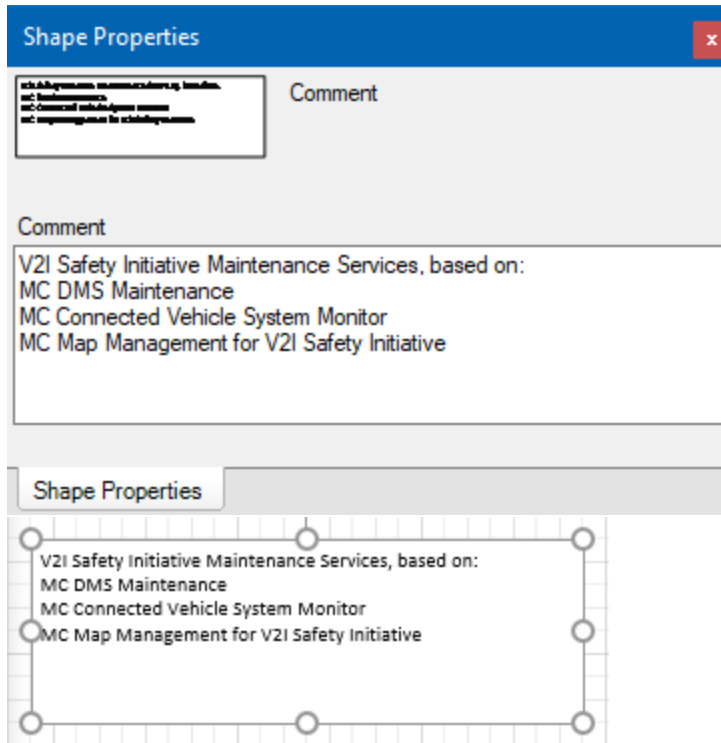 Shape Properties
x
Comment
Comment
V2I Safety Initiative Maintenance Services, based on:
MC DMS Maintenance
MC Connected Vehicle System Monitor
MC Map Management for V2I Safety Initiative
Shape Properties
V2I Safety Initiative Maintenance Services, based on:
MC DMS Maintenance
MC Connected Vehicle System Monitor
MC Map Management for V2I Safety Initiative